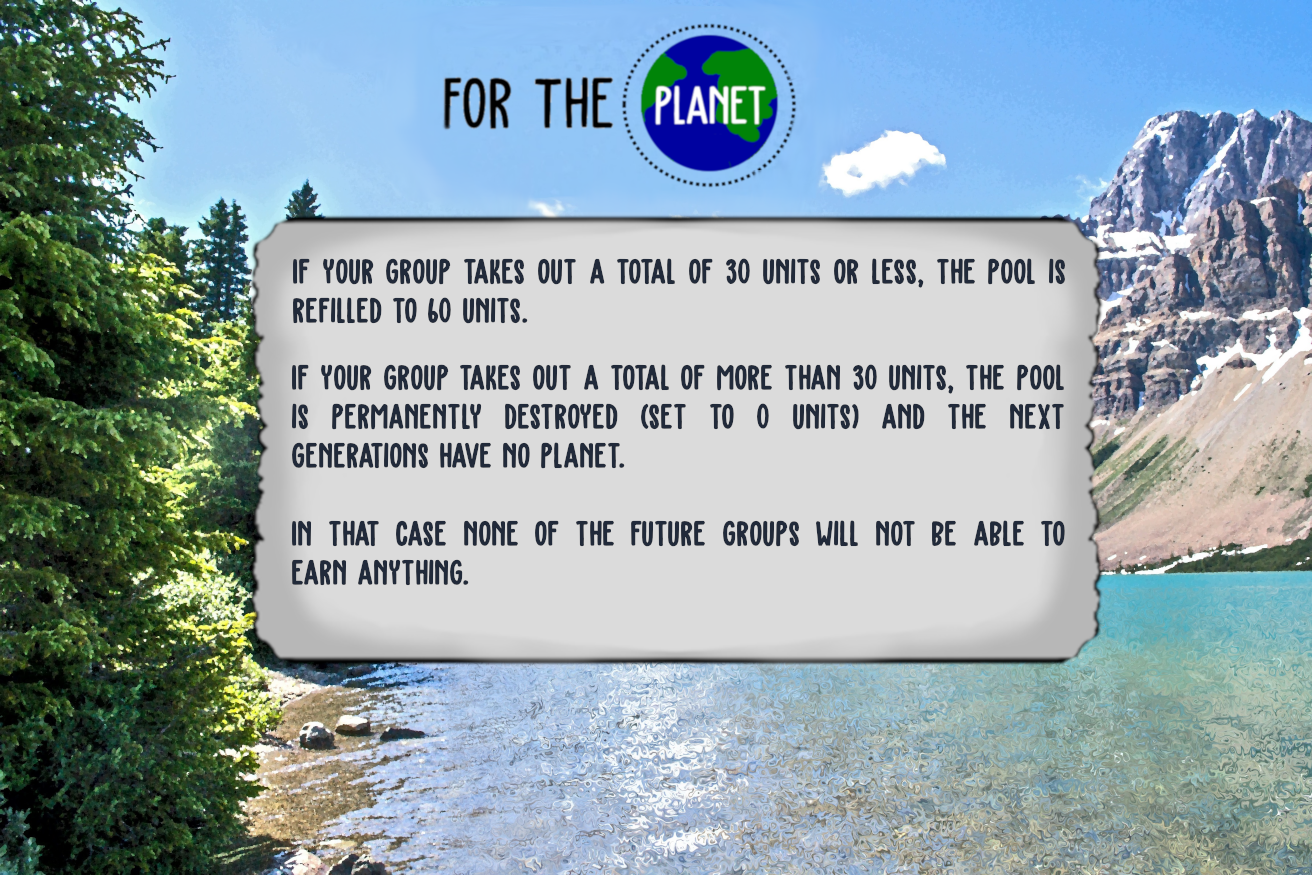 FOR THE PLANET
IF YOUR GROUP TAKES OUT A TOTAL OF 30 UNITS OR LESS, THE POOL IS
REFILLED TO 60 UNITS.
IF YOUR GROUP TAKES OUT A TOTAL OF MORE THAN 30 UNITS, THE POOL
IS PERMANENTLY DESTROYED (SET TO 0 UNITS) AND THE NEXT
GENERATIONS HAVE NO PLANET.
IN THAT CASE NONE OF THE FUTURE GROUPS WILL NOT BE ABLE TO
EARN ANYTHING.